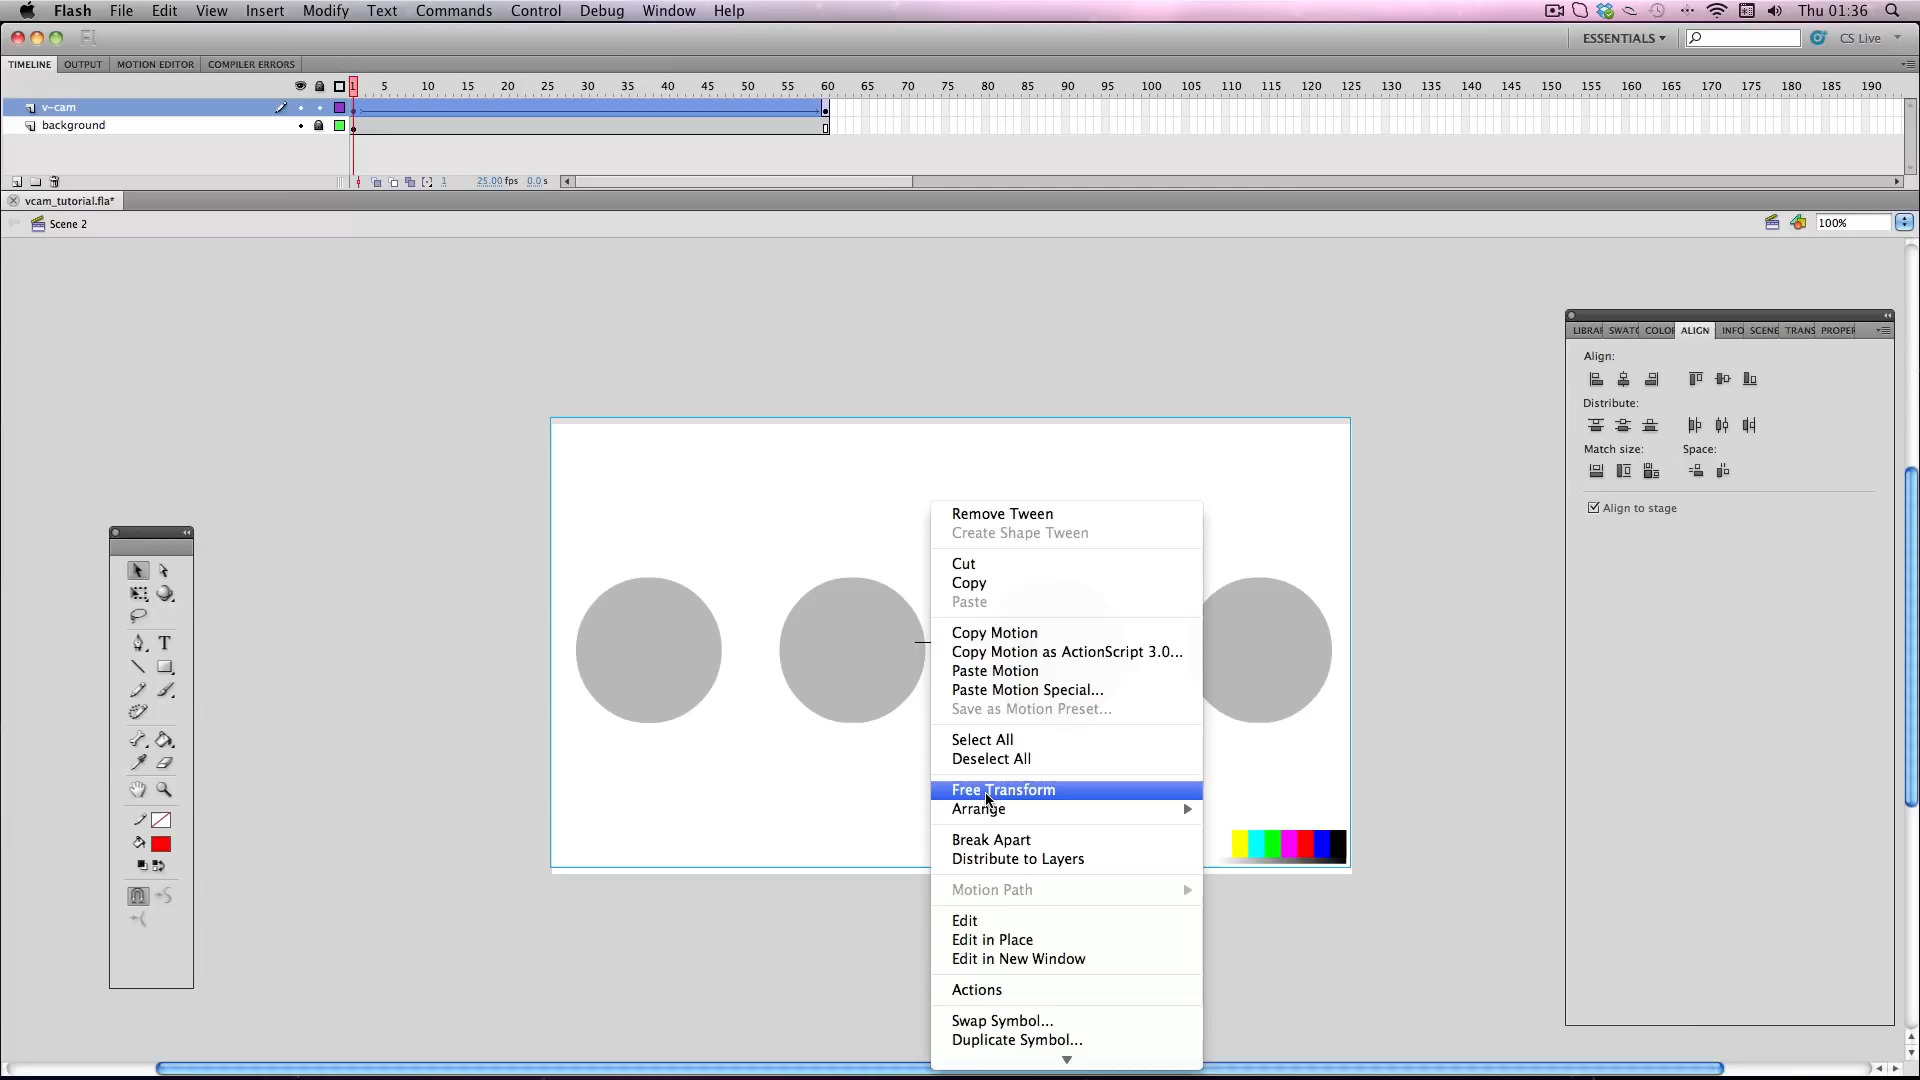 Flash File Edit View Insert Modify Text Commands Control Debug Window Help Thu 01:36
Fl ESSENTIALS CS Live
TIMELINE OUTPUT MOTION EDITOR COMPILER ERRORS
1 5 10 15 20 25 30 35 40 45 50 55 60 65 70 75 80 85 90 95 100 105 110 115 120 125 130 135 140 145 150 155 160 165 170 175 180 185 190
v-cam
background
1 25.00 fps 0.0 s
vcam_tutorial.fla*
Scene 2 100%
LIBRA SWATC COLOR ALIGN INFO SCENE TRANS PROPER
Align:
Distribute:
Match size: Space:
Align to stage
Remove Tween
Create Shape Tween
Cut
Copy
Paste
Copy Motion
Copy Motion as ActionScript 3.0...
Paste Motion
Paste Motion Special...
Save as Motion Preset...
Select All
Deselect All
Free Transform
Arrange
Break Apart
Distribute to Layers
Motion Path
Edit
Edit in Place
Edit in New Window
Actions
Swap Symbol...
Duplicate Symbol...